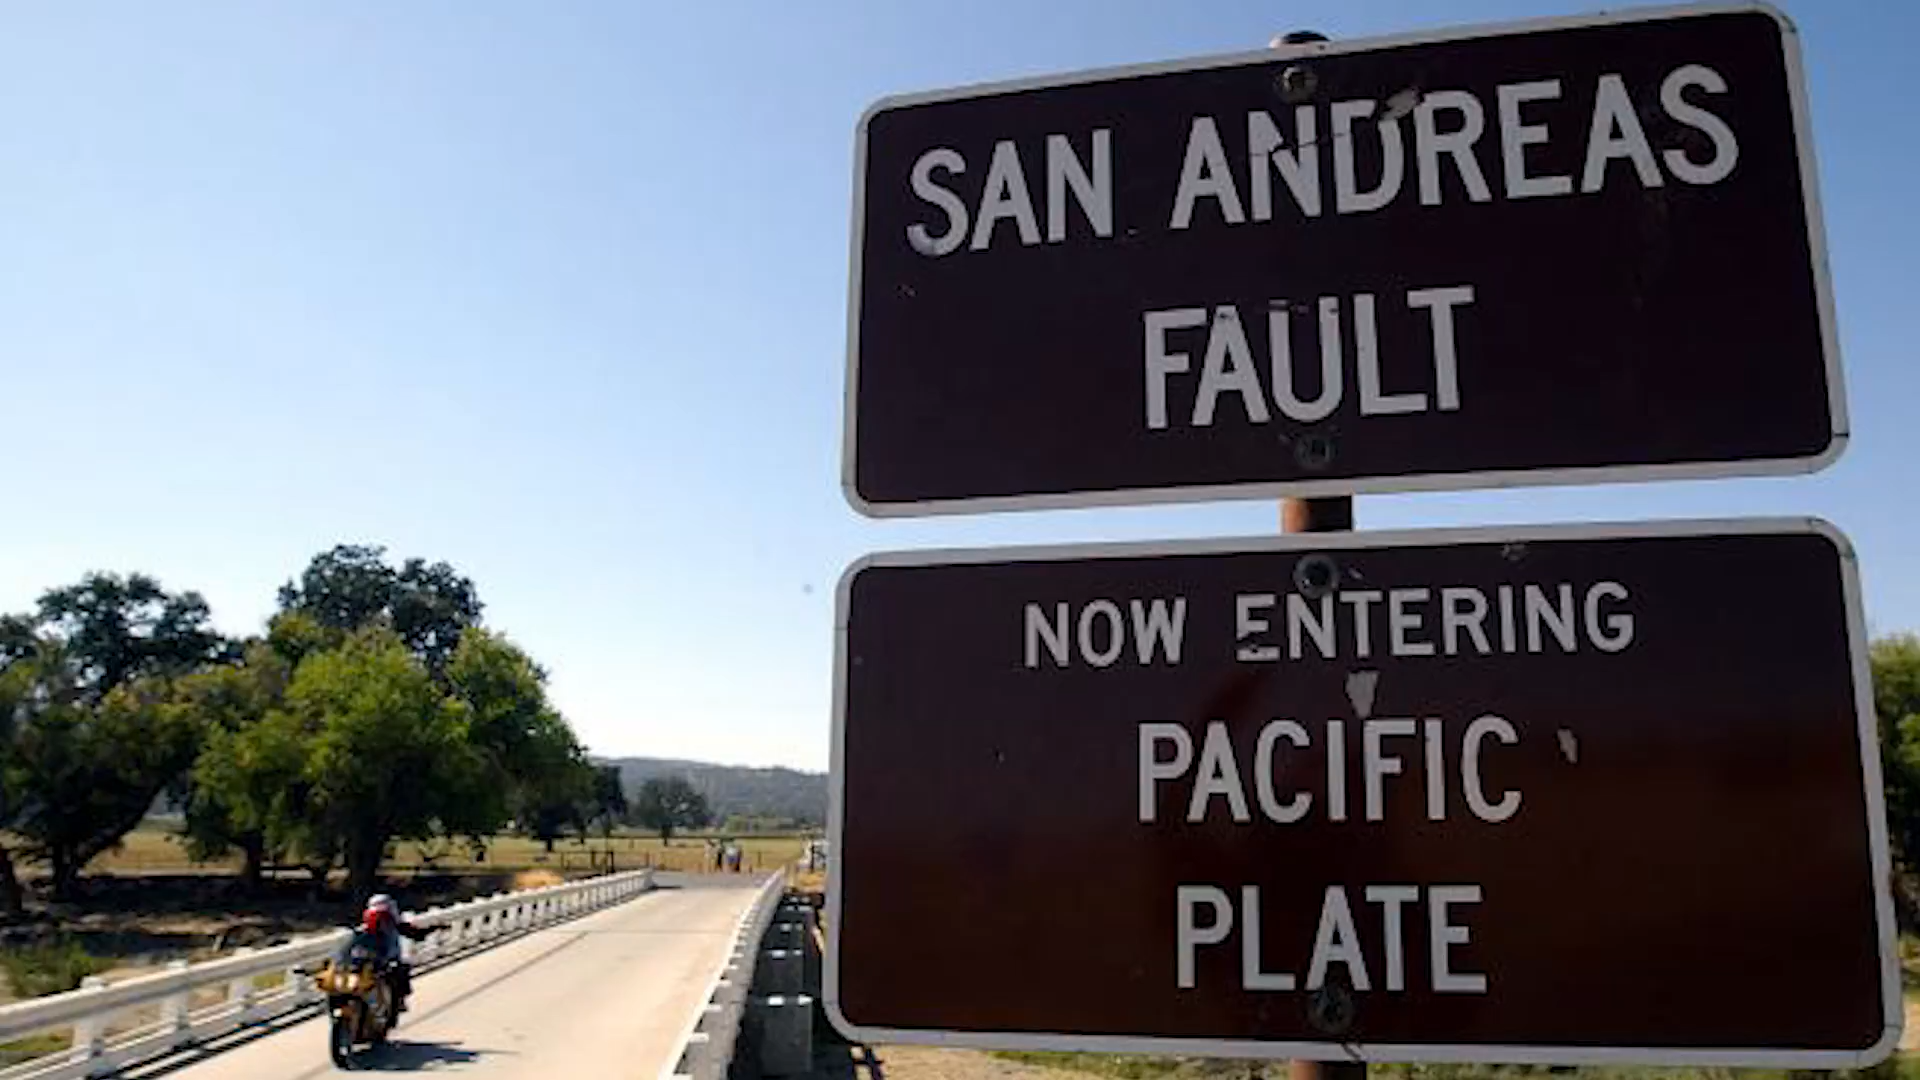 SAN ANDREAS
FAULT
NOW ENTERING
PACIFIC
PLATE